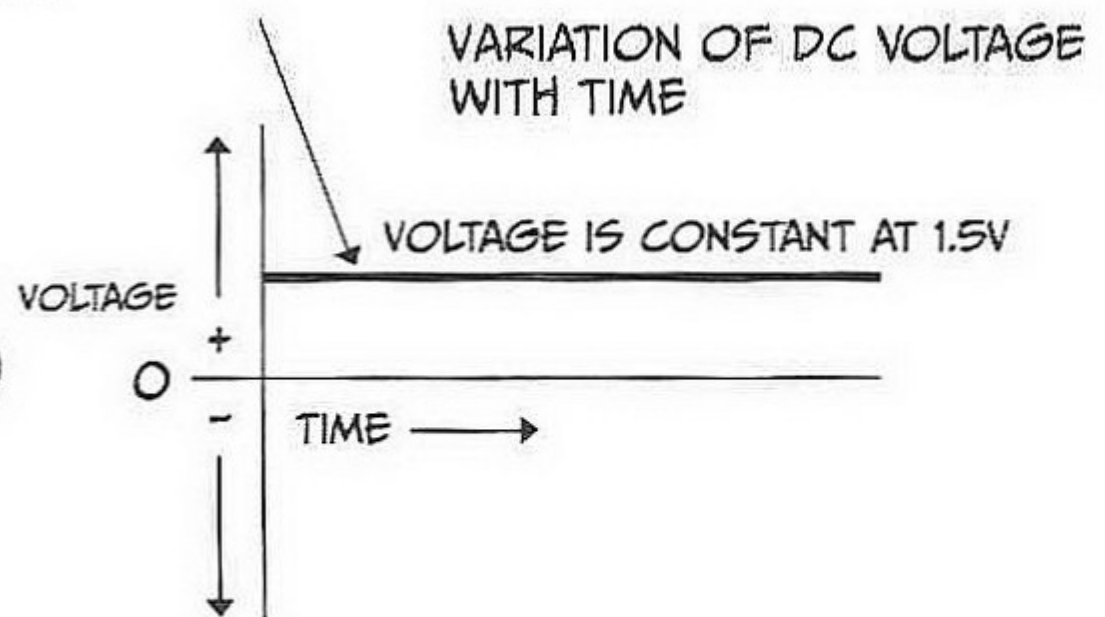 VARIATION OF DC VOLTAGE
WITH TIME
VOLTAGE IS CONSTANT AT 1.5V
VOLTAGE
+
O
-
TIME